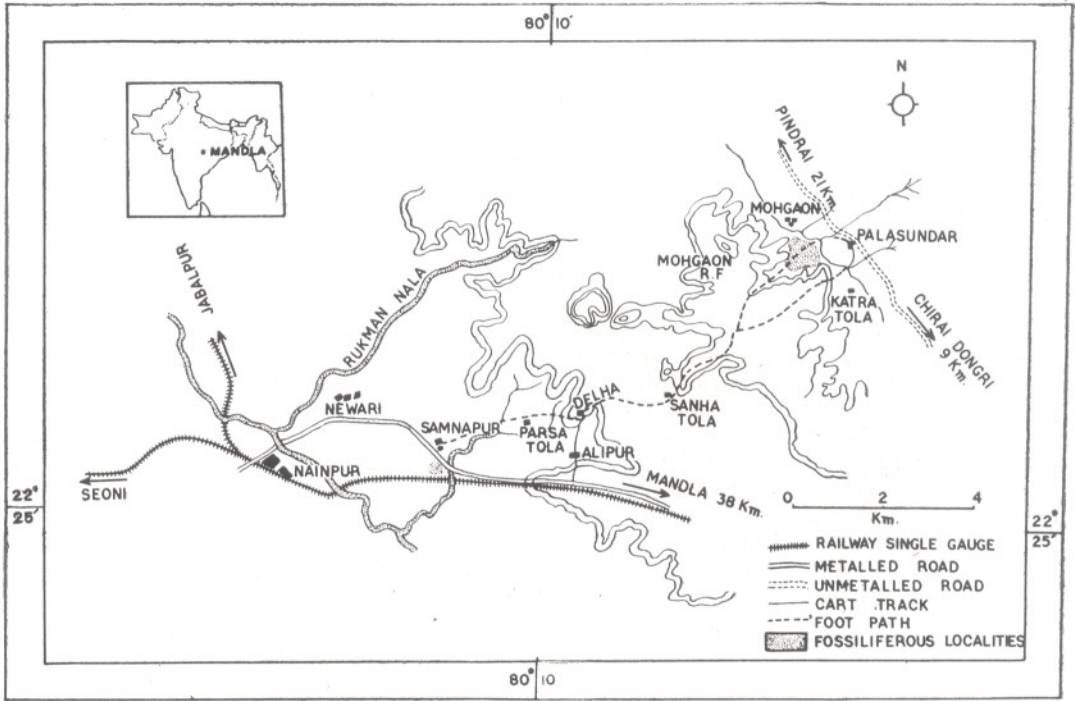 80° 10'
N
MANDLA
PINDRAI 21 Km.
MOHGAON
PALASUNDAR
MOHGAON
R.F
KATRA
TOLA
CHIRAI DONGRI
9 Km.
JABALPUR
RUKMAN NALA
NEWARI
SAMNAPUR
PARSA
TOLA
DELHA
SANHA
TOLA
ALIPUR
NAINPUR
SEONI
MANDLA 38 Km.
22°
25'
0 2 4
Km.
22°
25'
RAILWAY SINGLE GAUGE
METALLED ROAD
UNMETALLED ROAD
CART TRACK
FOOT PATH
FOSSILIFEROUS LOCALITIES
80° 10